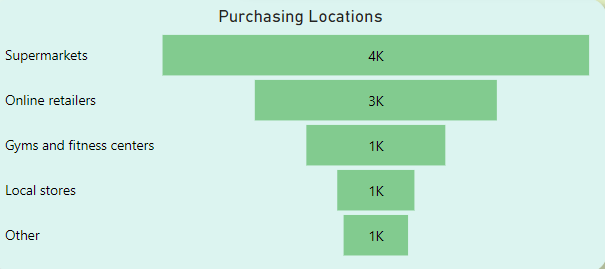 Purchasing Locations
Supermarkets 4K
Online retailers 3K
Gyms and fitness centers 1K
Local stores 1K
Other 1K